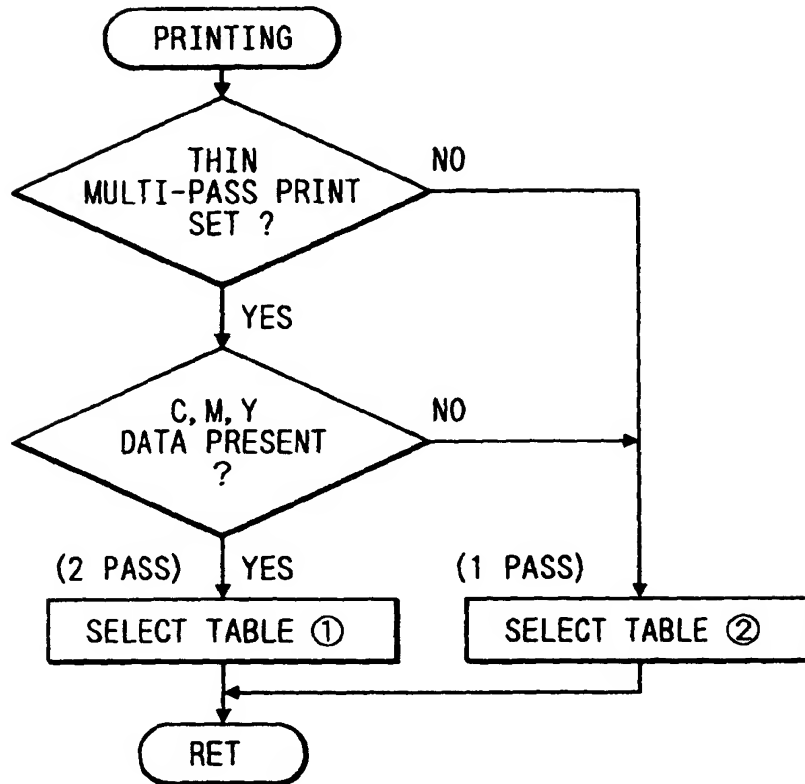 PRINTING
THIN
MULTI-PASS PRINT
SET ?
NO
YES
C, M, Y
DATA PRESENT
?
NO
(2 PASS)
YES
(1 PASS)
SELECT TABLE ①
SELECT TABLE ②
RET